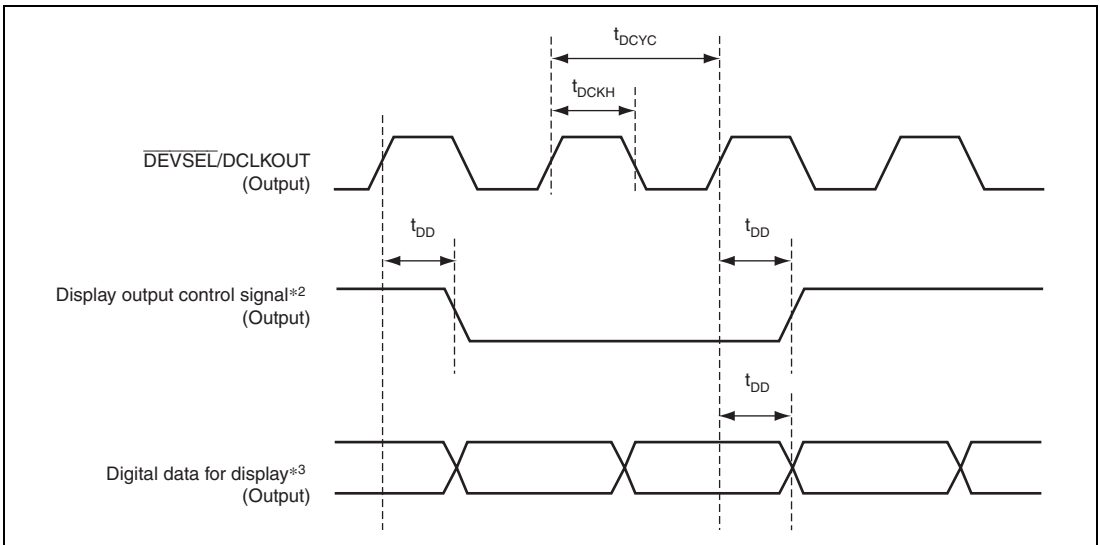 tDCYC
tDCKH
DEVSEL/DCLKOUT
(Output)
tDD
tDD
Display output control signal*2
(Output)
tDD
Digital data for display*3
(Output)